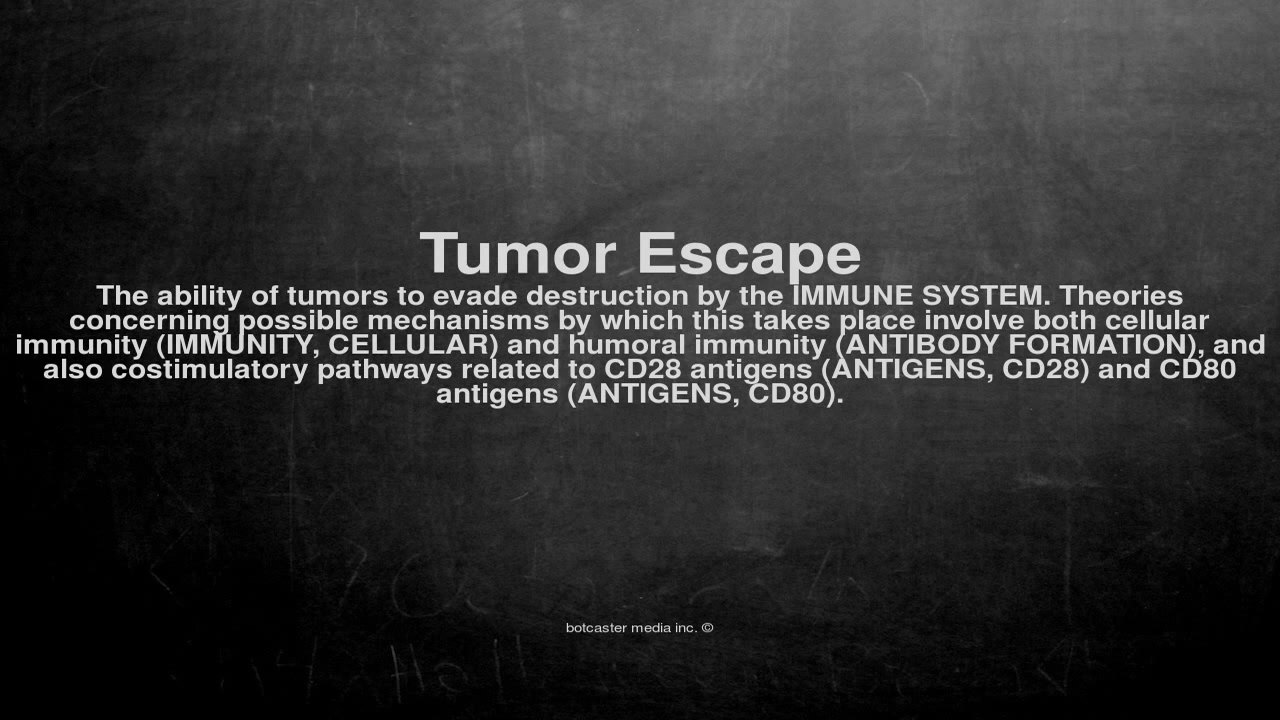 Tumor Escape
The ability of tumors to evade destruction by the IMMUNE SYSTEM. Theories
concerning possible mechanisms by which this takes place involve both cellular
immunity (IMMUNITY, CELLULAR) and humoral immunity (ANTIBODY FORMATION), and
also costimulatory pathways related to CD28 antigens (ANTIGENS, CD28) and CD80
antigens (ANTIGENS, CD80).
botcaster media inc. ©